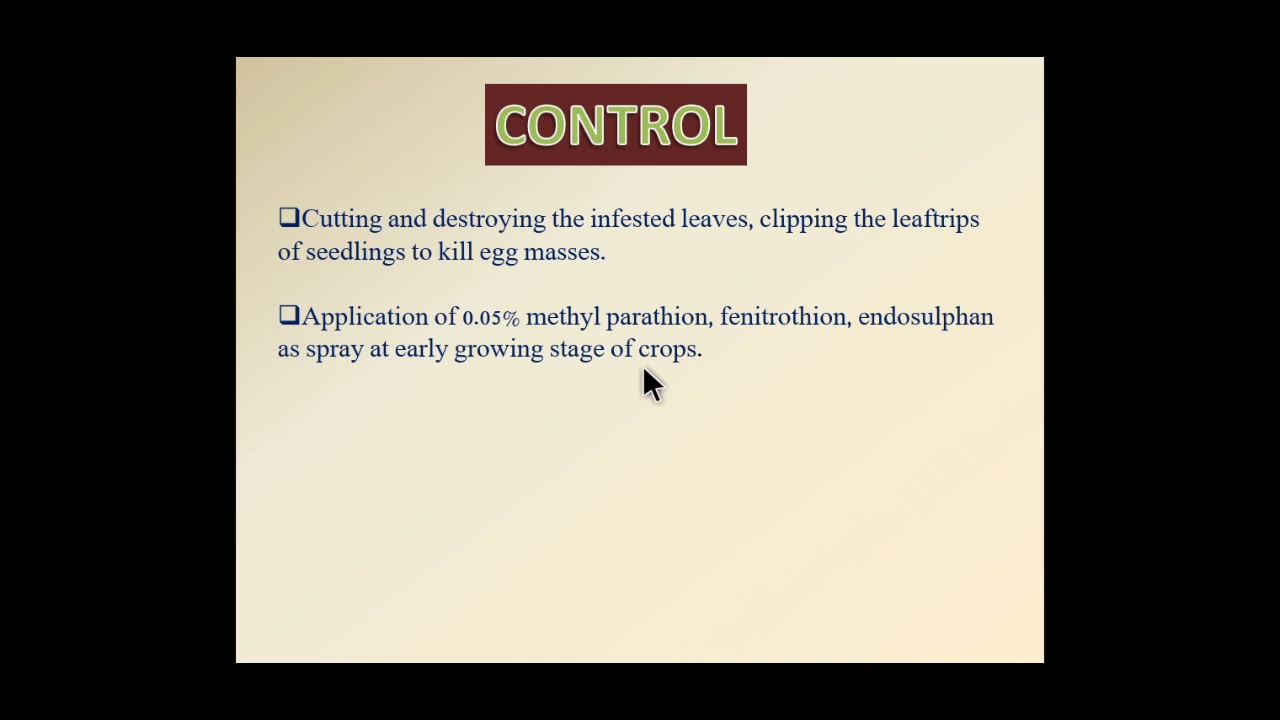 CONTROL
❑Cutting and destroying the infested leaves, clipping the leaftrips
of seedlings to kill egg masses.
❑Application of 0.05% methyl parathion, fenitrothion, endosulphan
as spray at early growing stage of crops.